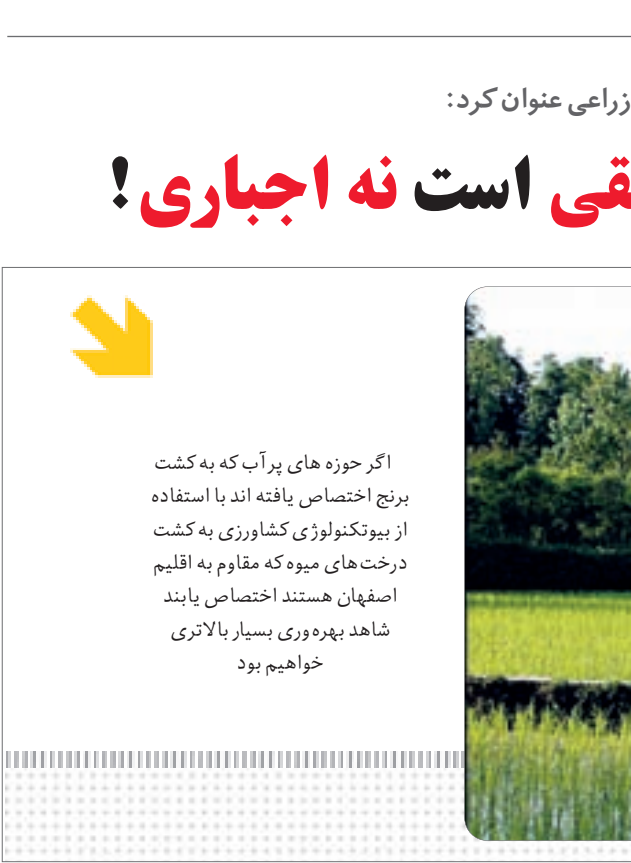 زراعی عنوان کرد:
است نه اجباری!
اگر حوزه های پرآب که به کشت
برنج اختصاص یافته اند با استفاده
از بیوتکنولوژی کشاورزی به کشت
درخت‌های میوه که مقاوم به اقلیم
اصفهان هستند اختصاص یابند
شاهد بهره‌وری بسیار بالاتری
خواهیم بود